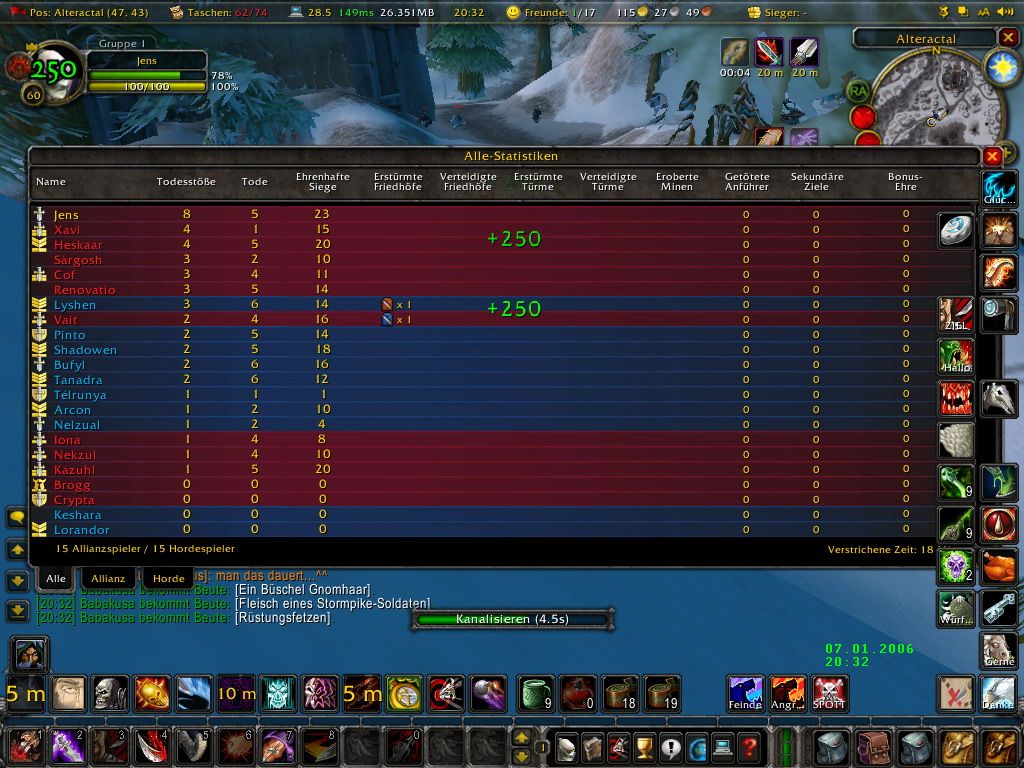 Pos: Alteractal (47, 43) Taschen: 62/74 28.5 149ms 26.351MB 20:32 Freunde: 1/17 115 27 49 Sieger: -
Gruppe 1
Alteractal
N
250
Jens
78%
100/100 100%
60
00:04 20 m 20 m
RA
Alle-Statistiken
Name Todesstöße Tode Ehrenhafte Siege Erstürmte Friedhöfe Verteidigte Friedhöfe Erstürmte Türme Verteidigte Türme Eroberte Minen Getötete Anführer Sekundäre Ziele Bonus-Ehre
Jens 8 5 23 0 0 0
Xavi 4 1 15 0 0 0
+250
Heskaar 4 5 20 0 0 0
Sàrgosh 3 2 10 0 0 0
Cof 3 4 11 0 0 0
Renovatio 3 5 14 0 0 0
Lyshen 3 6 14 x 1 0 0 0
+250
Vait 2 4 16 x 1 0 0 0
Pinto 2 5 14 0 0 0
Shadowen 2 5 18 0 0 0
Bufyl 2 6 16 0 0 0
Tanadra 2 6 12 0 0 0
Télrunya 1 1 1 0 0 0
Arcon 1 2 10 0 0 0
Nelzual 1 2 4 0 0 0
Iona 1 4 8 0 0 0
Nekzul 1 4 10 0 0 0
Kazuhl 1 5 20 0 0 0
Brogg 0 0 0 0 0 0
Crypta 0 0 0 0 0 0
Keshara 0 0 0 0 0 0
Lorandor 0 0 0 0 0 0
15 Allianzspieler / 15 Hordespieler Verstrichene Zeit: 18
Alle Allianz Horde
us]: man das dauert...^^
[20:32] Babakusa bekommt Beute: [Ein Büschel Gnomhaar]
[20:32] Babakusa bekommt Beute: [Fleisch eines Stormpike-Soldaten]
[20:32] Babakusa bekommt Beute: [Rüstungsfetzen]
Kanalisieren (4.5s)
07.01.2006
20:32
Glüc...
ZIEL
Hallo
9
9
2
Würf...
Gerne
5 m 10 m 5 m 9 0 18 19
Feinde Angr... SPOTT Danke
2 3 4 5 6 7 8 0
1